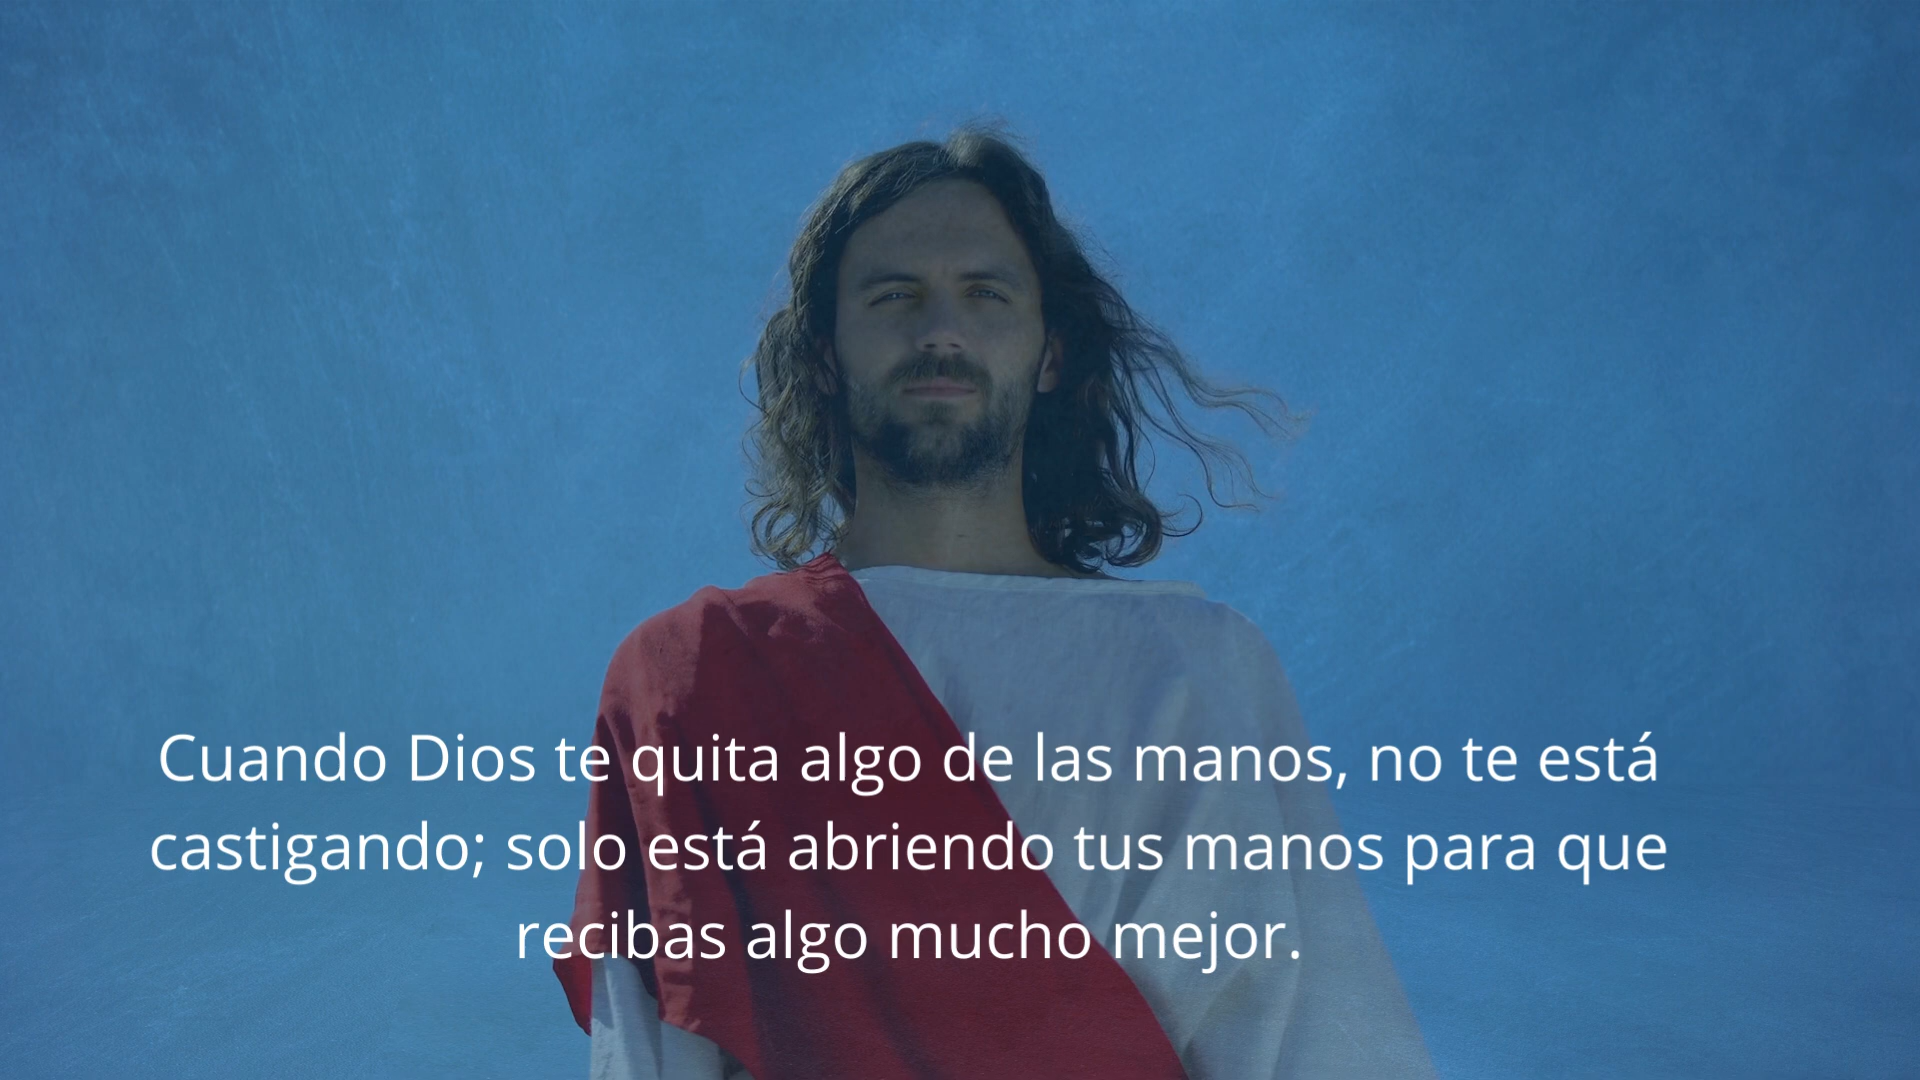 Cuando Dios te quita algo de las manos, no te está
castigando; solo está abriendo tus manos para que
recibas algo mucho mejor.